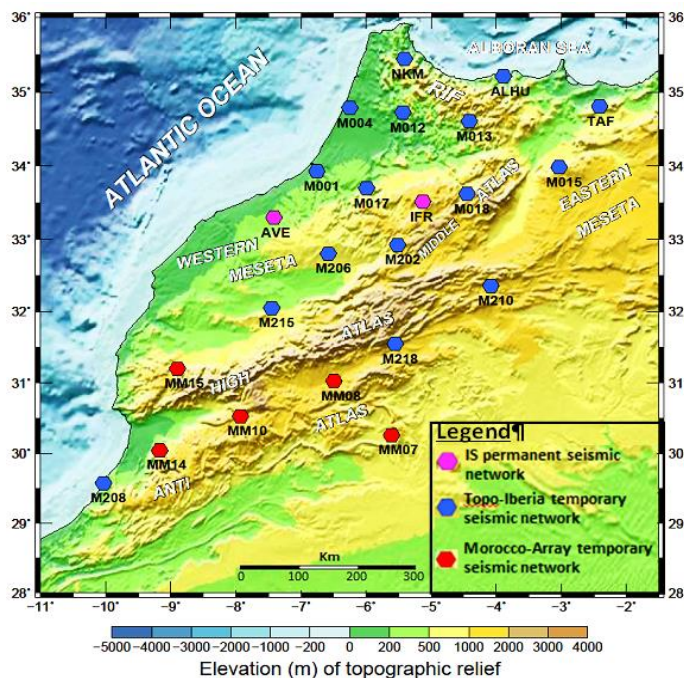 36°
36°
ATLANTIC OCEAN
ALBORAN SEA
NKM
RIF
ALHU
35°
35°
M004
M012
M013
TAF
34°
34°
M001
M017
IFR
M018
ATLAS
M015
EASTERN
MESETA
AVE
MIDDLE
33°
33°
WESTERN
MESETA
M206
M202
M210
32°
32°
M215
ATLAS
M218
MM15
HIGH
31°
31°
MM08
MM10
ATLAS
MM07
30°
30°
MM14
ANTI
M208
29°
29°
28°
28°
Legend¶
IS permanent seismic
network
Topo-Iberia temporary
seismic network
Morocco-Array temporary
seismic network
Km
0 100 200 300
-11° -10° -9° -8° -7° -6° -5° -4° -3° -2°
-5000 -4000 -3000 -2000 -1000 -200 -100 0 200 500 1000 2000 3000 4000
Elevation (m) of topographic relief